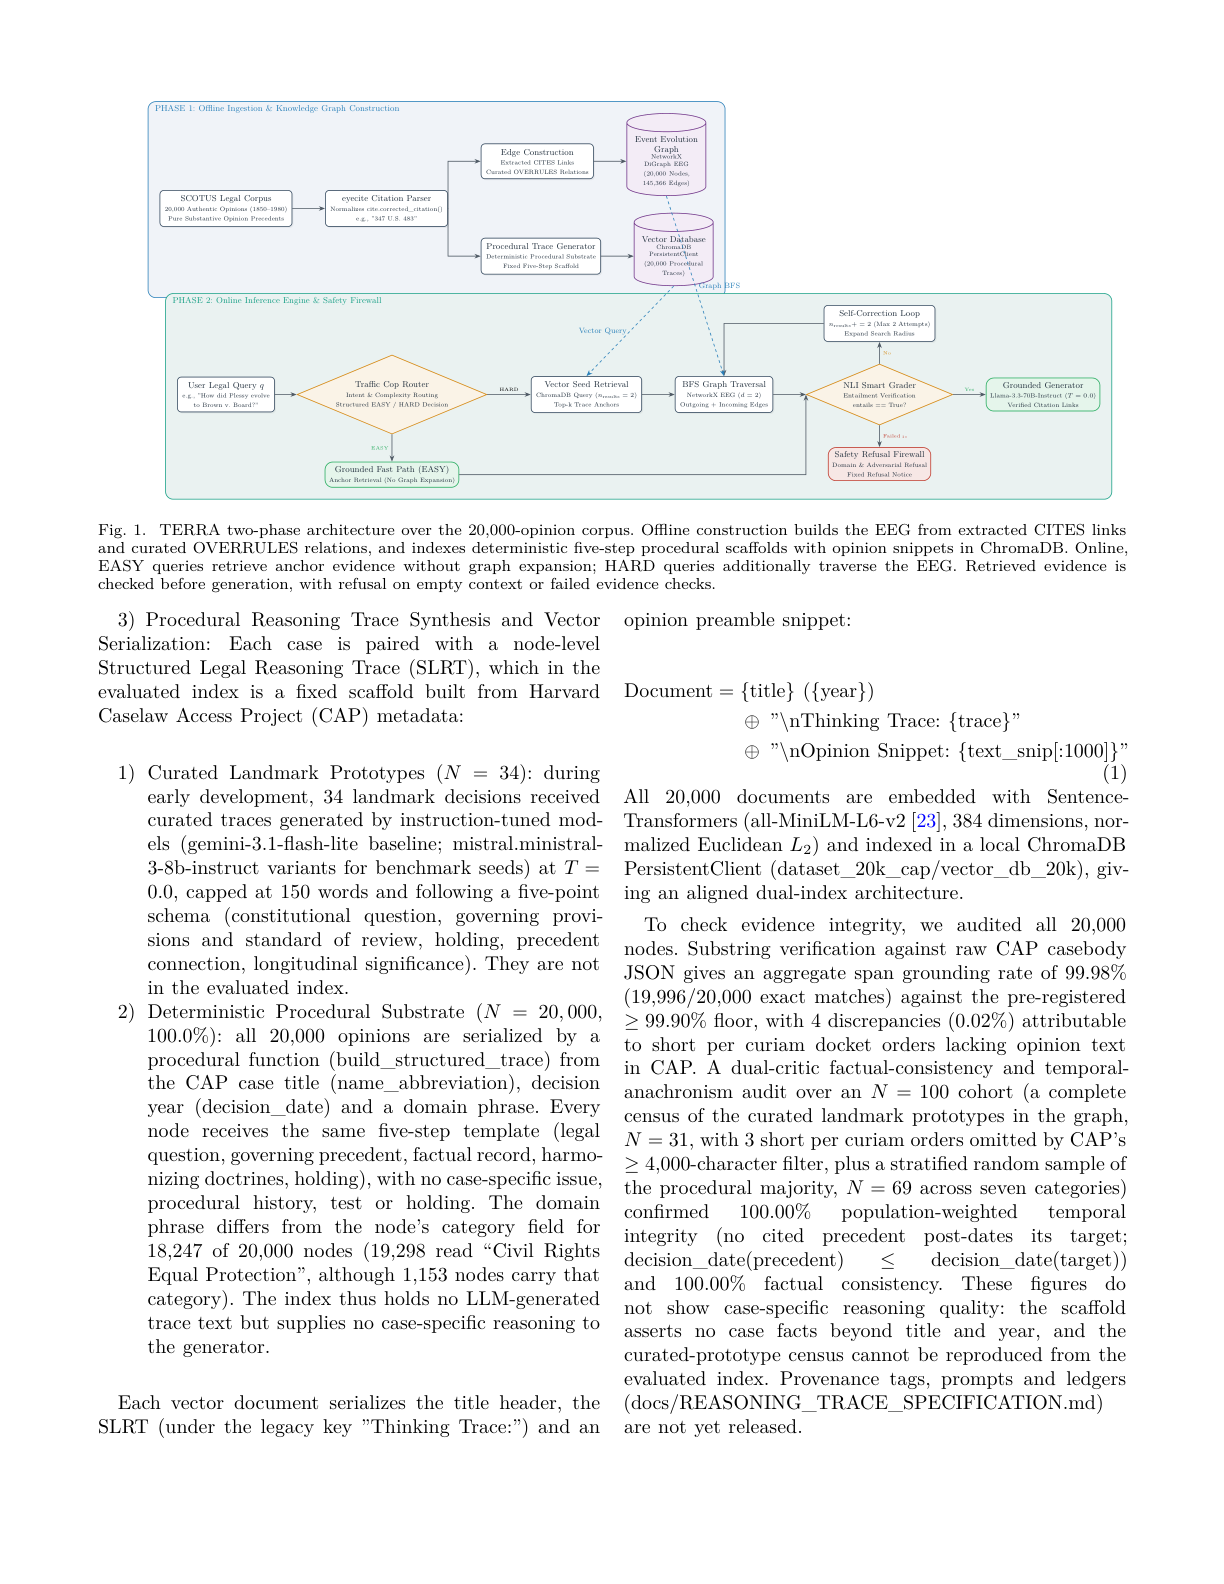 PHASE 1: Offline Ingestion & Knowledge Graph Construction
SCOTUS Legal Corpus
20,000 Authentic Opinions (1850–1980)
Pure Substantive Opinion Precedents
eyecite Citation Parser
Normalizes cite.corrected_citation()
e.g., "347 U.S. 483"
Edge Construction
Extracted CITES Links
Curated OVERRULES Relations
Procedural Trace Generator
Deterministic Procedural Substrate
Fixed Five-Step Scaffold
Event Evolution
Graph
NetworkX
DiGraph EEG
(20,000 Nodes,
145,366 Edges)
Vector Database
ChromaDB
PersistentClient
(20,000 Procedural
Traces)
Graph BFS
Vector Query
PHASE 2: Online Inference Engine & Safety Firewall
User Legal Query q
e.g., "How did Plessy evolve
to Brown v. Board?"
Traffic Cop Router
Intent & Complexity Routing
Structured EASY / HARD Decision
HARD
EASY
Grounded Fast Path (EASY)
Anchor Retrieval (No Graph Expansion)
Vector Seed Retrieval
ChromaDB Query (n_results = 2)
Top-k Trace Anchors
BFS Graph Traversal
NetworkX EEG (d = 2)
Outgoing + Incoming Edges
Self-Correction Loop
n_results+ = 2 (Max 2 Attempts)
Expand Search Radius
No
NLI Smart Grader
Entailment Verification
entails == True?
Yes
Failed
Safety Refusal Firewall
Domain & Adversarial Refusal
Fixed Refusal Notice
Grounded Generator
Llama-3.3-70B-Instruct (T = 0.0)
Verified Citation Links
Fig. 1. TERRA two-phase architecture over the 20,000-opinion corpus. Offline construction builds the EEG from extracted CITES links
and curated OVERRULES relations, and indexes deterministic five-step procedural scaffolds with opinion snippets in ChromaDB. Online,
EASY queries retrieve anchor evidence without graph expansion; HARD queries additionally traverse the EEG. Retrieved evidence is
checked before generation, with refusal on empty context or failed evidence checks.
3) Procedural Reasoning Trace Synthesis and Vector
Serialization: Each case is paired with a node-level
Structured Legal Reasoning Trace (SLRT), which in the
evaluated index is a fixed scaffold built from Harvard
Caselaw Access Project (CAP) metadata:
1) Curated Landmark Prototypes (N = 34): during
early development, 34 landmark decisions received
curated traces generated by instruction-tuned mod-
els (gemini-3.1-flash-lite baseline; mistral.ministral-
3-8b-instruct variants for benchmark seeds) at T =
0.0, capped at 150 words and following a five-point
schema (constitutional question, governing provi-
sions and standard of review, holding, precedent
connection, longitudinal significance). They are not
in the evaluated index.
2) Deterministic Procedural Substrate (N = 20,000,
100.0%): all 20,000 opinions are serialized by a
procedural function (build_structured_trace) from
the CAP case title (name_abbreviation), decision
year (decision_date) and a domain phrase. Every
node receives the same five-step template (legal
question, governing precedent, factual record, harmo-
nizing doctrines, holding), with no case-specific issue,
procedural history, test or holding. The domain
phrase differs from the node's category field for
18,247 of 20,000 nodes (19,298 read “Civil Rights
Equal Protection”, although 1,153 nodes carry that
category). The index thus holds no LLM-generated
trace text but supplies no case-specific reasoning to
the generator.
Each vector document serializes the title header, the
SLRT (under the legacy key ”Thinking Trace:”) and an
opinion preamble snippet:
Document = {title} ({year})
⊕ ”\nThinking Trace: {trace}”
⊕ ”\nOpinion Snippet: {text_snip[:1000]}”
(1)
All 20,000 documents are embedded with Sentence-
Transformers (all-MiniLM-L6-v2 [23], 384 dimensions, nor-
malized Euclidean L2) and indexed in a local ChromaDB
PersistentClient (dataset_20k_cap/vector_db_20k), giv-
ing an aligned dual-index architecture.
To check evidence integrity, we audited all 20,000
nodes. Substring verification against raw CAP casebody
JSON gives an aggregate span grounding rate of 99.98%
(19,996/20,000 exact matches) against the pre-registered
≥ 99.90% floor, with 4 discrepancies (0.02%) attributable
to short per curiam docket orders lacking opinion text
in CAP. A dual-critic factual-consistency and temporal-
anachronism audit over an N = 100 cohort (a complete
census of the curated landmark prototypes in the graph,
N = 31, with 3 short per curiam orders omitted by CAP's
≥ 4,000-character filter, plus a stratified random sample of
the procedural majority, N = 69 across seven categories)
confirmed 100.00% population-weighted temporal
integrity (no cited precedent post-dates its target;
decision_date(precedent) ≤ decision_date(target))
and 100.00% factual consistency. These figures do
not show case-specific reasoning quality: the scaffold
asserts no case facts beyond title and year, and the
curated-prototype census cannot be reproduced from the
evaluated index. Provenance tags, prompts and ledgers
(docs/REASONING_TRACE_SPECIFICATION.md)
are not yet released.